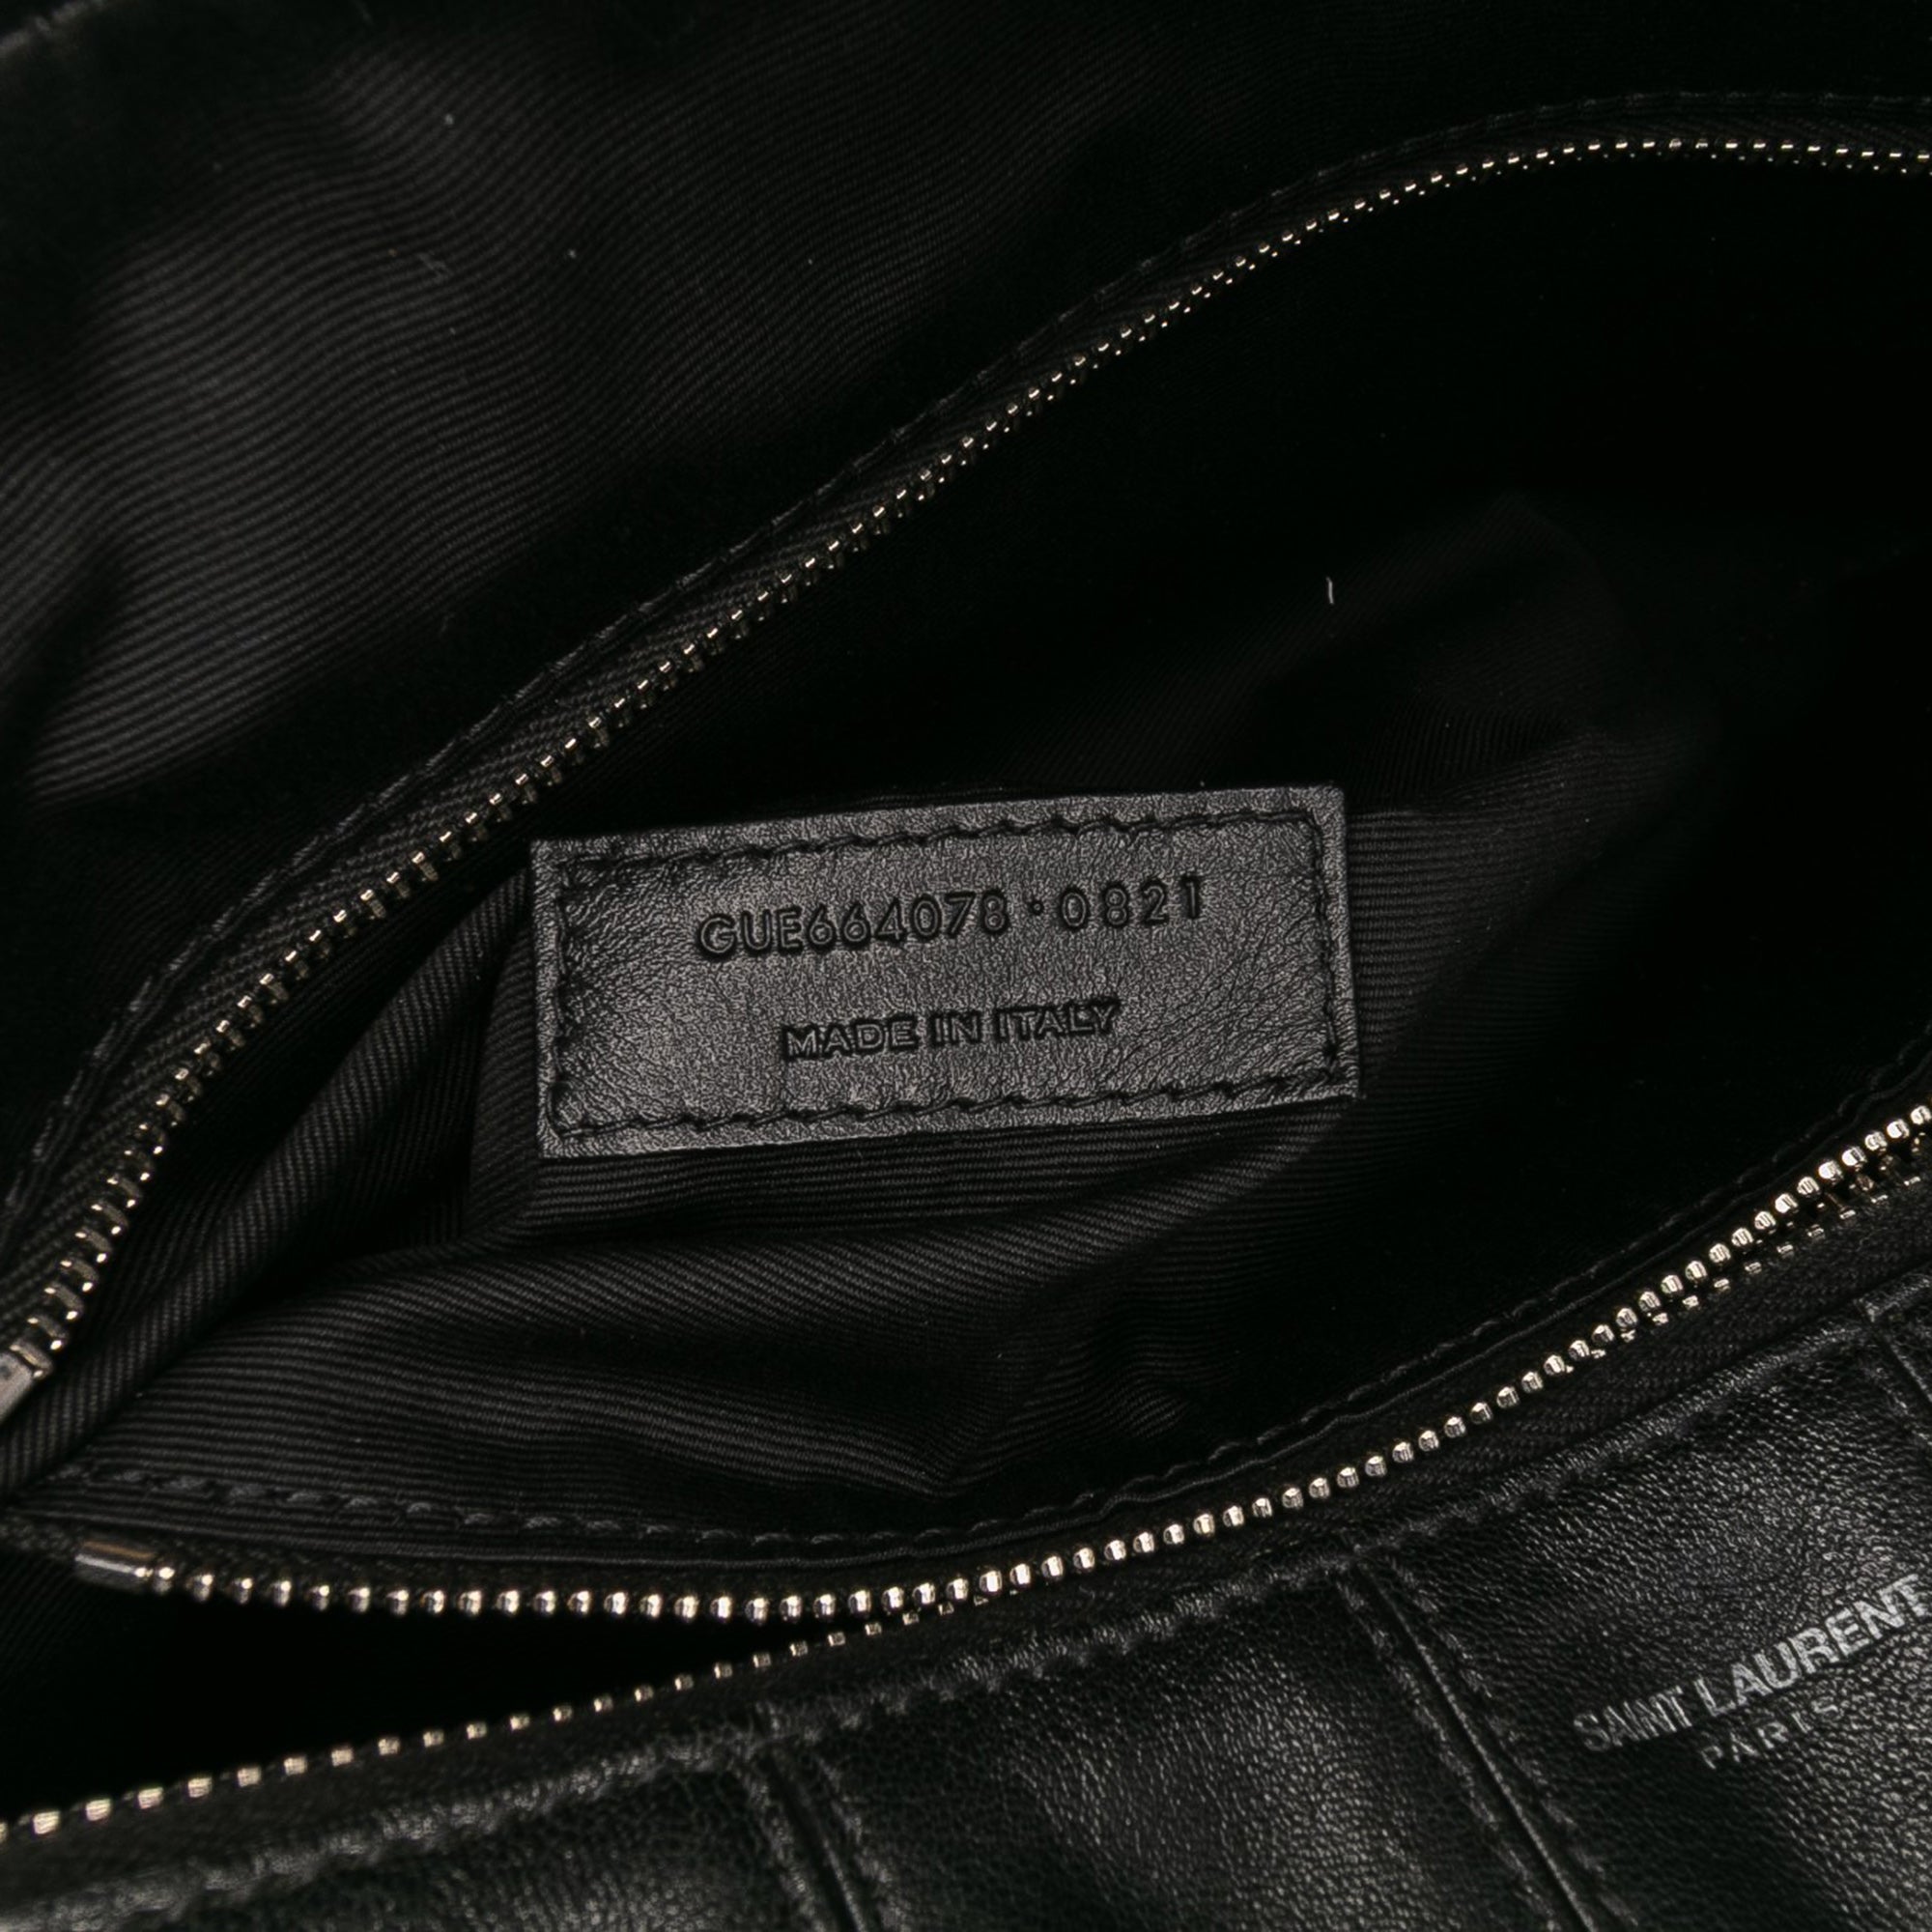 GUE664078·0821
MADE IN ITALY
SAINT LAURENT
PARIS